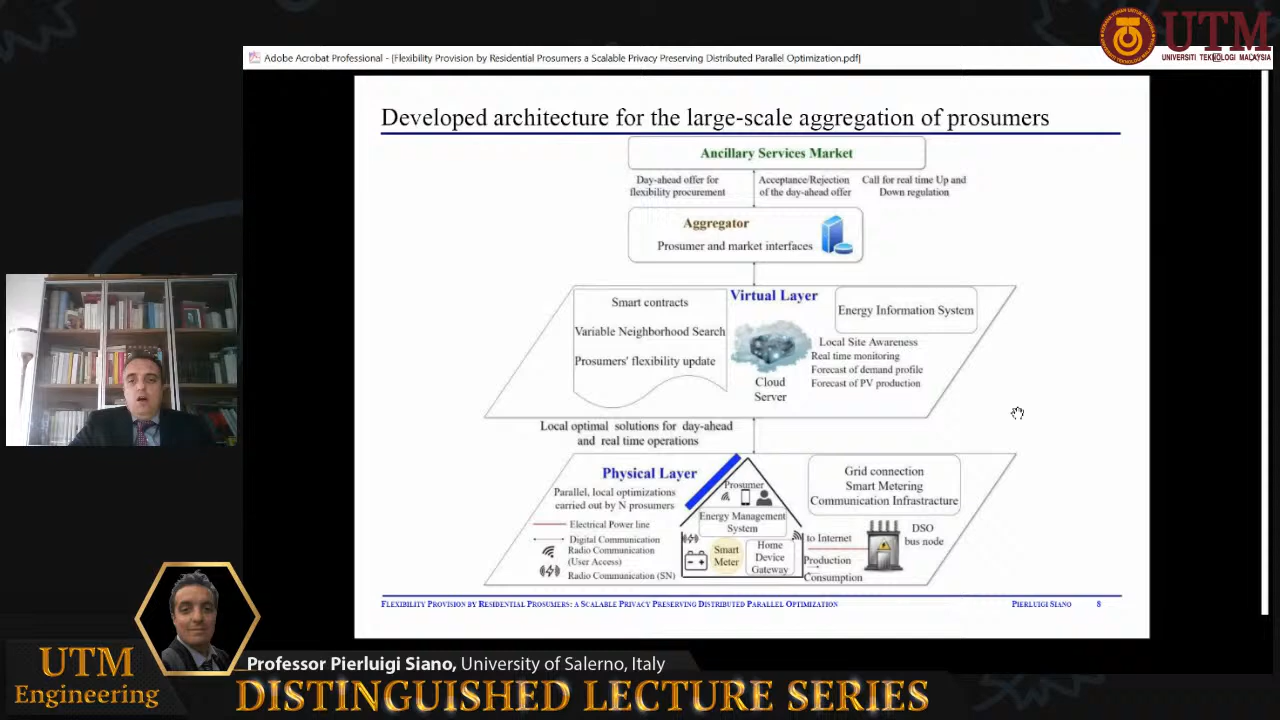 UTM
UNIVERSITI TEKNOLOGI MALAYSIA
Adobe Acrobat Professional - [Flexibility Provision by Residential Prosumers a Scalable Privacy Preserving Distributed Parallel Optimization.pdf]
Developed architecture for the large-scale aggregation of prosumers
Ancillary Services Market
Day-ahead offer for
flexibility procurement
Acceptance/Rejection
of the day-ahead offer
Call for real time Up and
Down regulation
Aggregator
Prosumer and market interfaces
Virtual Layer
Smart contracts
Variable Neighborhood Search
Prosumers' flexibility update
Cloud
Server
Energy Information System
Local Site Awareness
Real time monitoring
Forecast of demand profile
Forecast of PV production
Local optimal solutions for day-ahead
and real time operations
Physical Layer
Parallel, local optimizations
carried out by N prosumers
Electrical Power line
Digital Communication
Radio Communication
(User Access)
Radio Communication (SN)
Prosumer
Energy Management
System
Smart
Meter
Home
Device
Gateway
Grid connection
Smart Metering
Communication Infrastracture
to Internet
Production
Consumption
DSO
bus node
FLEXIBILITY PROVISION BY RESIDENTIAL PROSUMERS: A SCALABLE PRIVACY PRESERVING DISTRIBUTED PARALLEL OPTIMIZATION
PIERLUIGI SIANO
8
UTM
Engineering
Professor Pierluigi Siano, University of Salerno, Italy
DISTINGUISHED LECTURE SERIES